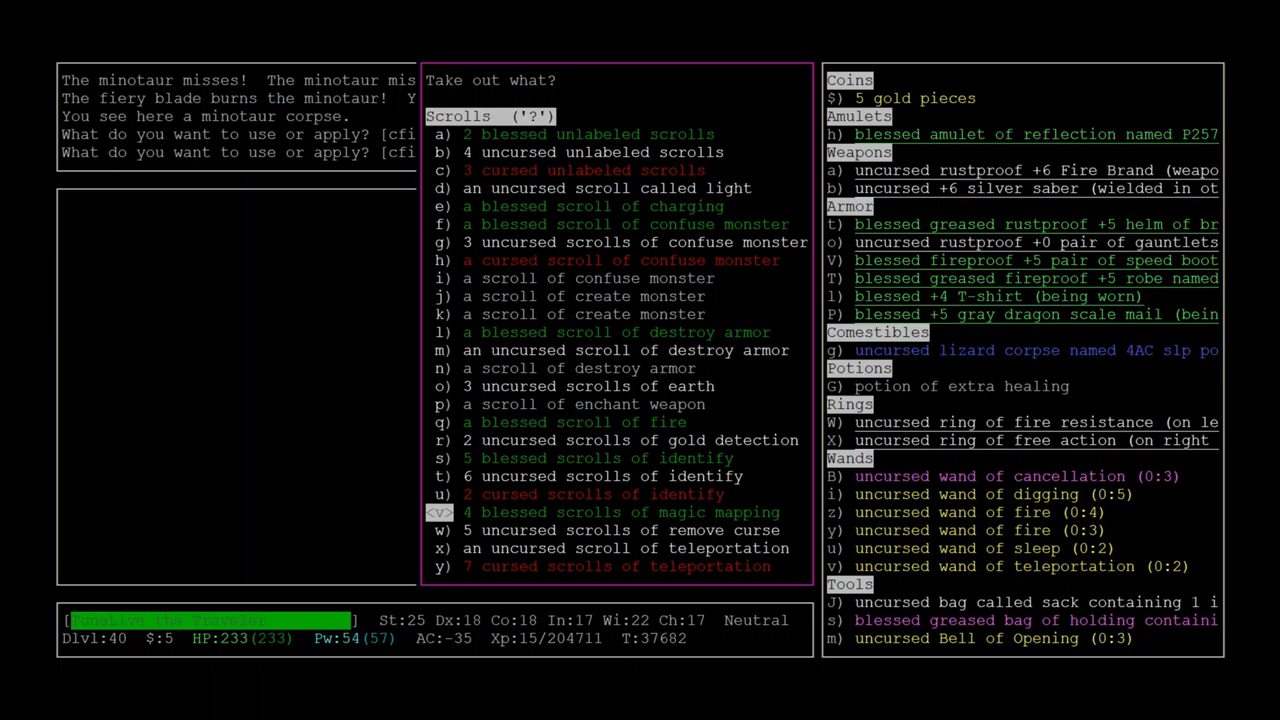 The minotaur misses!  The minotaur mis
The fiery blade burns the minotaur!  Y
You see here a minotaur corpse.
What do you want to use or apply? [cfi
What do you want to use or apply? [cfi
Take out what?
Scrolls  ('?')
a) 2 blessed unlabeled scrolls
b) 4 uncursed unlabeled scrolls
c) 3 cursed unlabeled scrolls
d) an uncursed scroll called light
e) a blessed scroll of charging
f) a blessed scroll of confuse monster
g) 3 uncursed scrolls of confuse monster
h) a cursed scroll of confuse monster
i) a scroll of confuse monster
j) a scroll of create monster
k) a scroll of create monster
l) a blessed scroll of destroy armor
m) an uncursed scroll of destroy armor
n) a scroll of destroy armor
o) 3 uncursed scrolls of earth
p) a scroll of enchant weapon
q) a blessed scroll of fire
r) 2 uncursed scrolls of gold detection
s) 5 blessed scrolls of identify
t) 6 uncursed scrolls of identify
u) 2 cursed scrolls of identify
<v> 4 blessed scrolls of magic mapping
w) 5 uncursed scrolls of remove curse
x) an uncursed scroll of teleportation
y) 7 cursed scrolls of teleportation
Coins
$) 5 gold pieces
Amulets
h) blessed amulet of reflection named P257
Weapons
a) uncursed rustproof +6 Fire Brand (weapo
b) uncursed +6 silver saber (wielded in ot
Armor
t) blessed greased rustproof +5 helm of br
o) uncursed rustproof +0 pair of gauntlets
V) blessed fireproof +5 pair of speed boot
T) blessed greased fireproof +5 robe named
l) blessed +4 T-shirt (being worn)
P) blessed +5 gray dragon scale mail (bein
Comestibles
g) uncursed lizard corpse named 4AC slp po
Potions
G) potion of extra healing
Rings
W) uncursed ring of fire resistance (on le
X) uncursed ring of free action (on right
Wands
B) uncursed wand of cancellation (0:3)
i) uncursed wand of digging (0:5)
z) uncursed wand of fire (0:4)
y) uncursed wand of fire (0:3)
u) uncursed wand of sleep (0:2)
v) uncursed wand of teleportation (0:2)
Tools
J) uncursed bag called sack containing 1 i
s) blessed greased bag of holding containi
m) uncursed Bell of Opening (0:3)
[ToneLive the Traveler          ]  St:25 Dx:18 Co:18 In:17 Wi:22 Ch:17  Neutral
Dlvl:40  $:5  HP:233(233)  Pw:54(57)  AC:-35  Xp:15/204711  T:37682